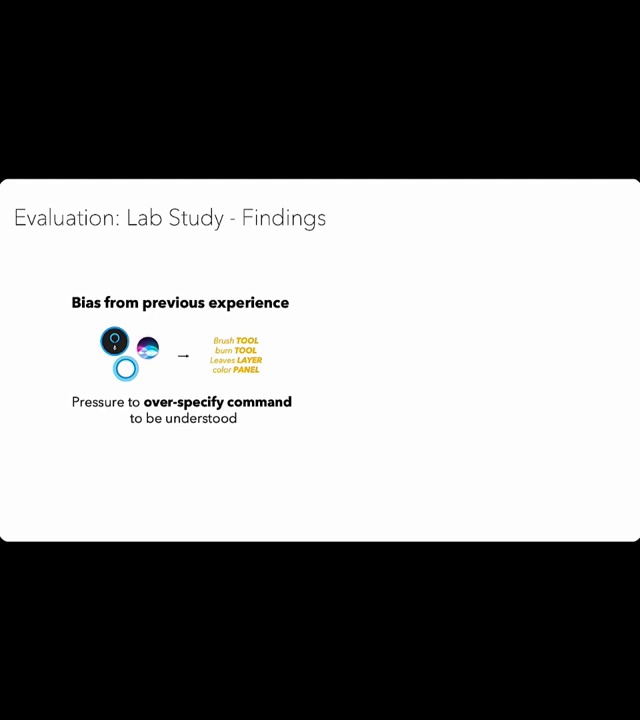 Evaluation: Lab Study - Findings
Bias from previous experience
Brush TOOL
burn TOOL
Leaves LAYER
color PANEL
Pressure to over-specify command
to be understood